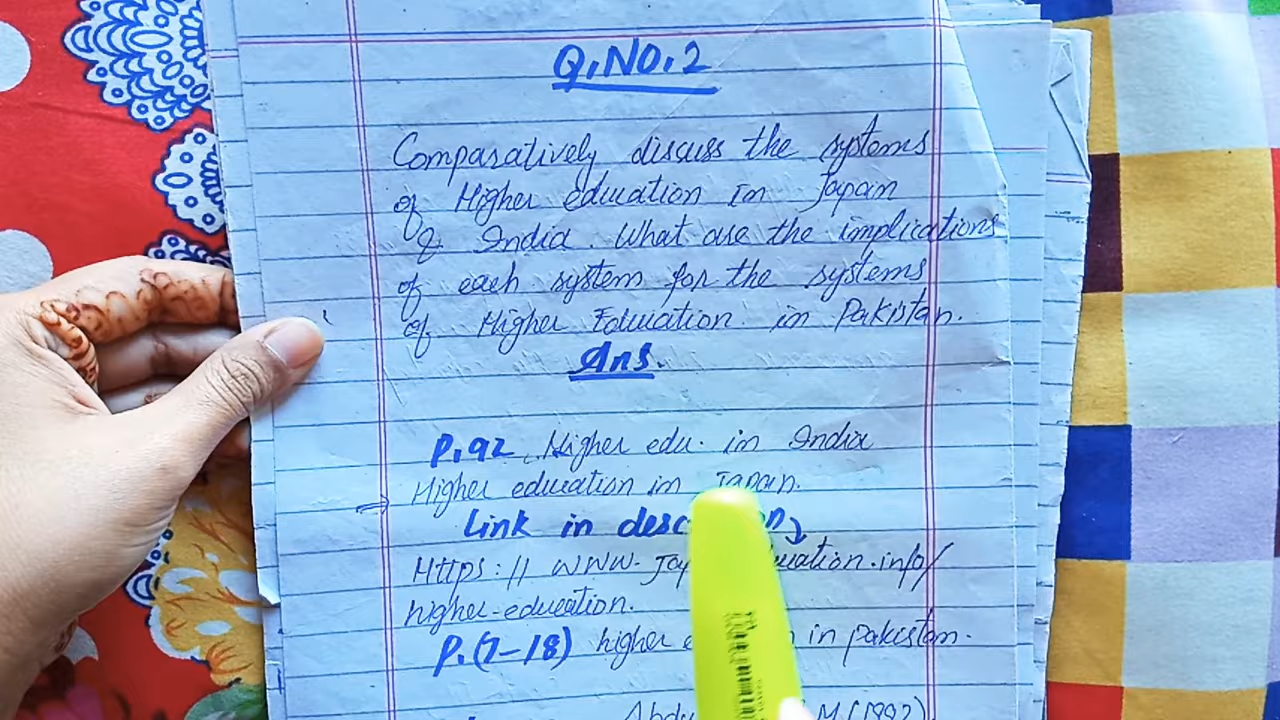 Q.NO.2
Comparatively discuss the systems
of Higher education in Japan
& India. What are the implications
of each system for the systems
of Higher Education in Pakistan.
Ans.
P.92 Higher edu. in India
Higher education in Japan.
Link in
Https://www.
higher-education.
P.(7-18) higher in pakistan.
M(1992)